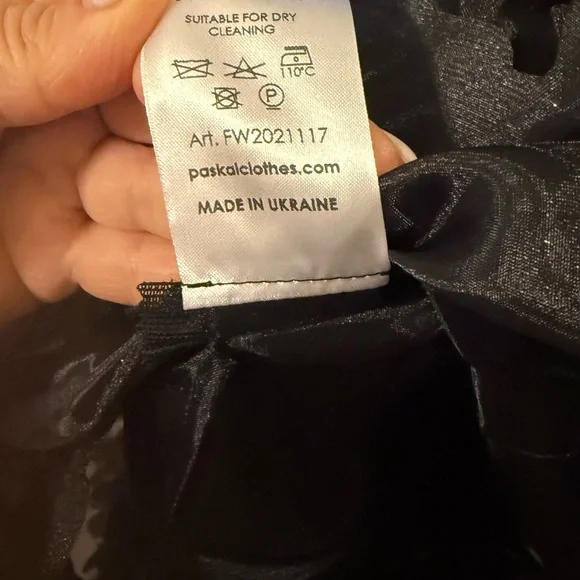 SUITABLE FOR DRY
CLEANING
110°C
P
Art. FW2021117
paskalclothes.com
MADE IN UKRAINE